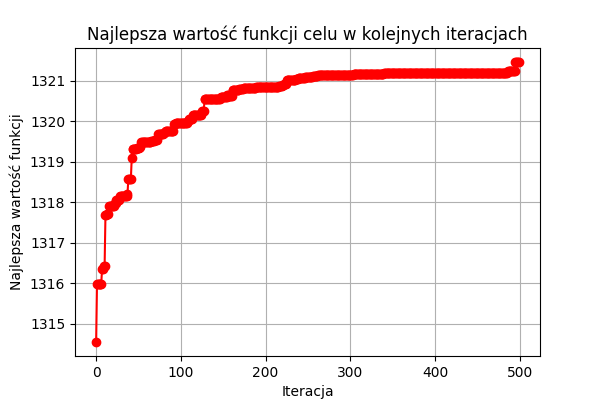 Najlepsza wartość funkcji celu w kolejnych iteracjach
Najlepsza wartość funkcji
1321
1320
1319
1318
1317
1316
1315
0 100 200 300 400 500
Iteracja